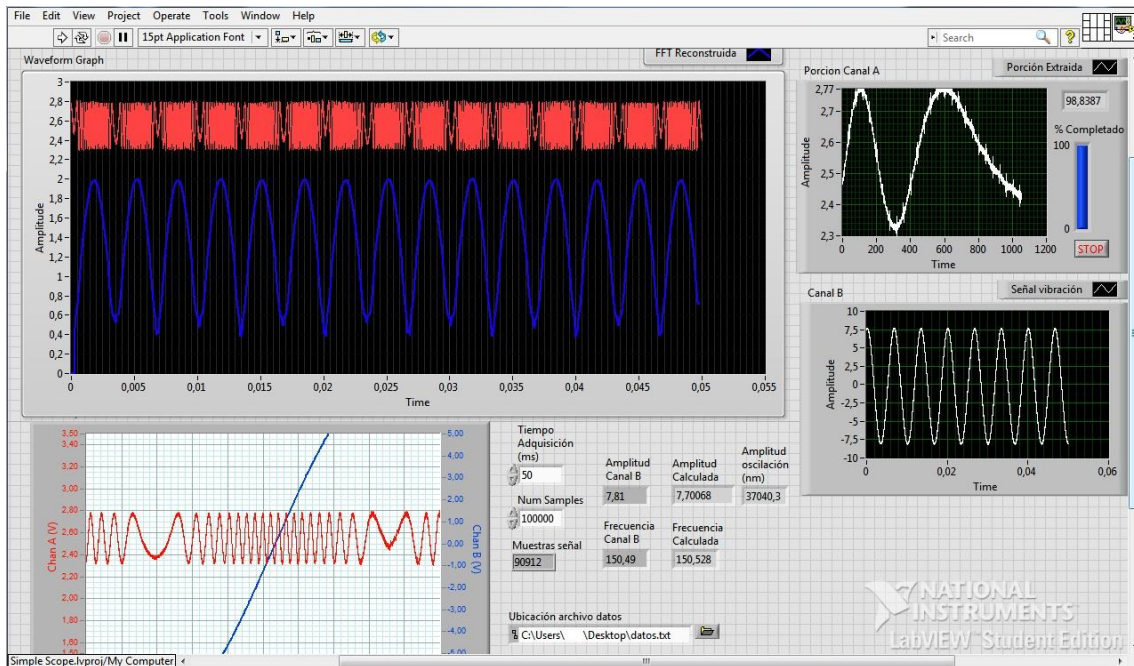 File Edit View Project Operate Tools Window Help
15pt Application Font
Search
Waveform Graph
FFT Reconstruida
Amplitude
3
2,8
2,6
2,4
2,2
2
1,8
1,6
1,4
1,2
1
0,8
0,6
0,4
0,2
0
0 0,005 0,01 0,015 0,02 0,025 0,03 0,035 0,04 0,045 0,05 0,055
Time
Porcion Canal A
Porción Extraida
98,8387
% Completado
100
0
STOP
Amplitude
2,77
2,7
2,6
2,5
2,4
2,3
0 200 400 600 800 1000 1200
Time
Canal B
Señal vibración
Amplitude
10
7,5
5
2,5
0
-2,5
-5
-7,5
-10
0 0,02 0,04 0,06
Time
Chan A (V)
3,50
3,40
3,20
3,00
2,80
2,60
2,40
2,20
2,00
1,80
1,60
1,50
Chan B (V)
5,00
4,00
3,00
2,00
1,00
0,00
-1,00
-2,00
-3,00
-4,00
-5,00
Tiempo
Adquisición
(ms)
50
Num Samples
100000
Muestras señal
90912
Amplitud
Canal B
7,81
Amplitud
Calculada
7,70068
Amplitud
oscilación
(nm)
37040,3
Frecuencia
Canal B
150,49
Frecuencia
Calculada
150,528
Ubicación archivo datos
C:\Users\ \Desktop\datos.txt
NATIONAL
INSTRUMENTS
LabVIEW Student Edition
Simple Scope.lvproj/My Computer